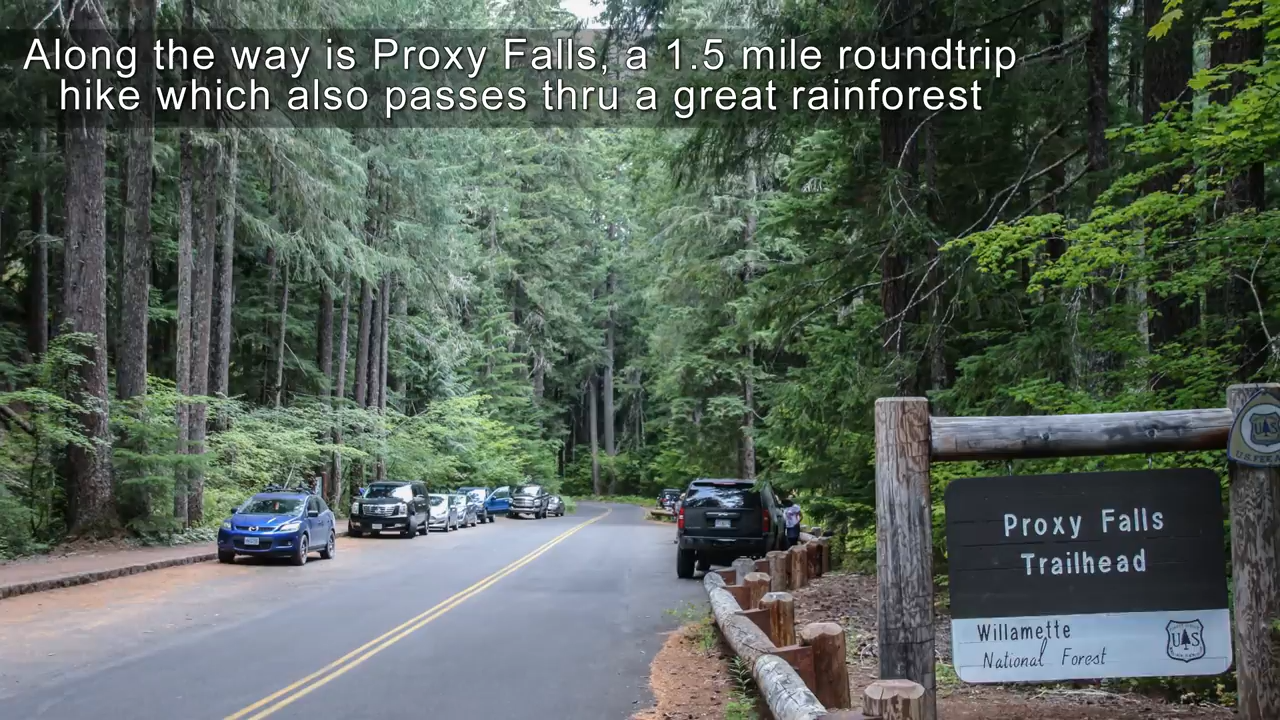 Along the way is Proxy Falls, a 1.5 mile roundtrip
hike which also passes thru a great rainforest
Proxy Falls
Trailhead
Willamette
National Forest
U S